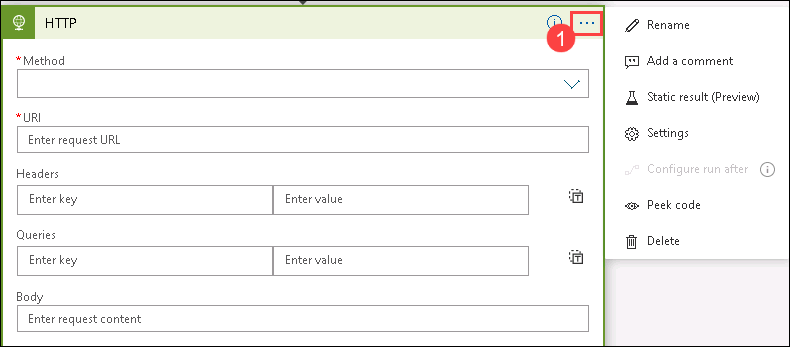 HTTP
1
Rename
Add a comment
Static result (Preview)
Settings
Configure run after
Peek code
Delete
* Method
* URI
Enter request URL
Headers
Enter key
Enter value
Queries
Enter key
Enter value
Body
Enter request content